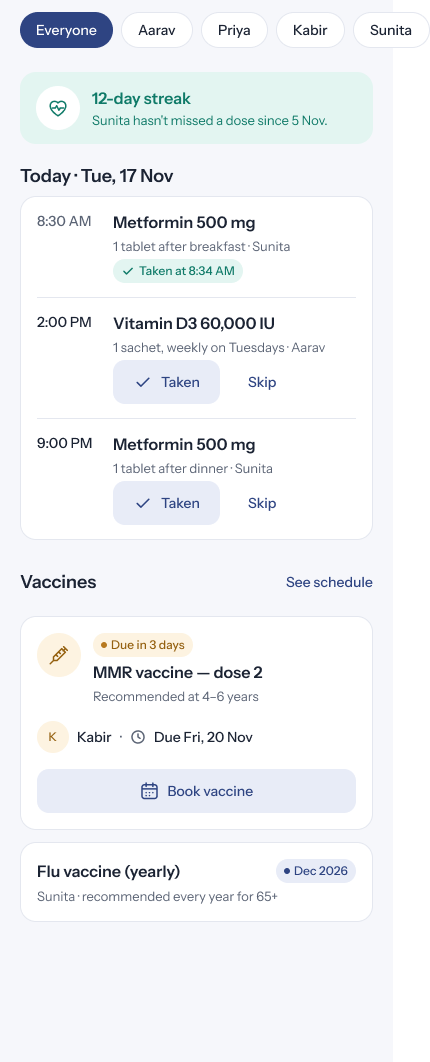 Everyone Aarav Priya Kabir Sunita
12-day streak
Sunita hasn't missed a dose since 5 Nov.
Today · Tue, 17 Nov
8:30 AM Metformin 500 mg
1 tablet after breakfast · Sunita
Taken at 8:34 AM
2:00 PM Vitamin D3 60,000 IU
1 sachet, weekly on Tuesdays · Aarav
Taken Skip
9:00 PM Metformin 500 mg
1 tablet after dinner · Sunita
Taken Skip
Vaccines See schedule
Due in 3 days
MMR vaccine — dose 2
Recommended at 4–6 years
K Kabir · Due Fri, 20 Nov
Book vaccine
Flu vaccine (yearly) Dec 2026
Sunita · recommended every year for 65+